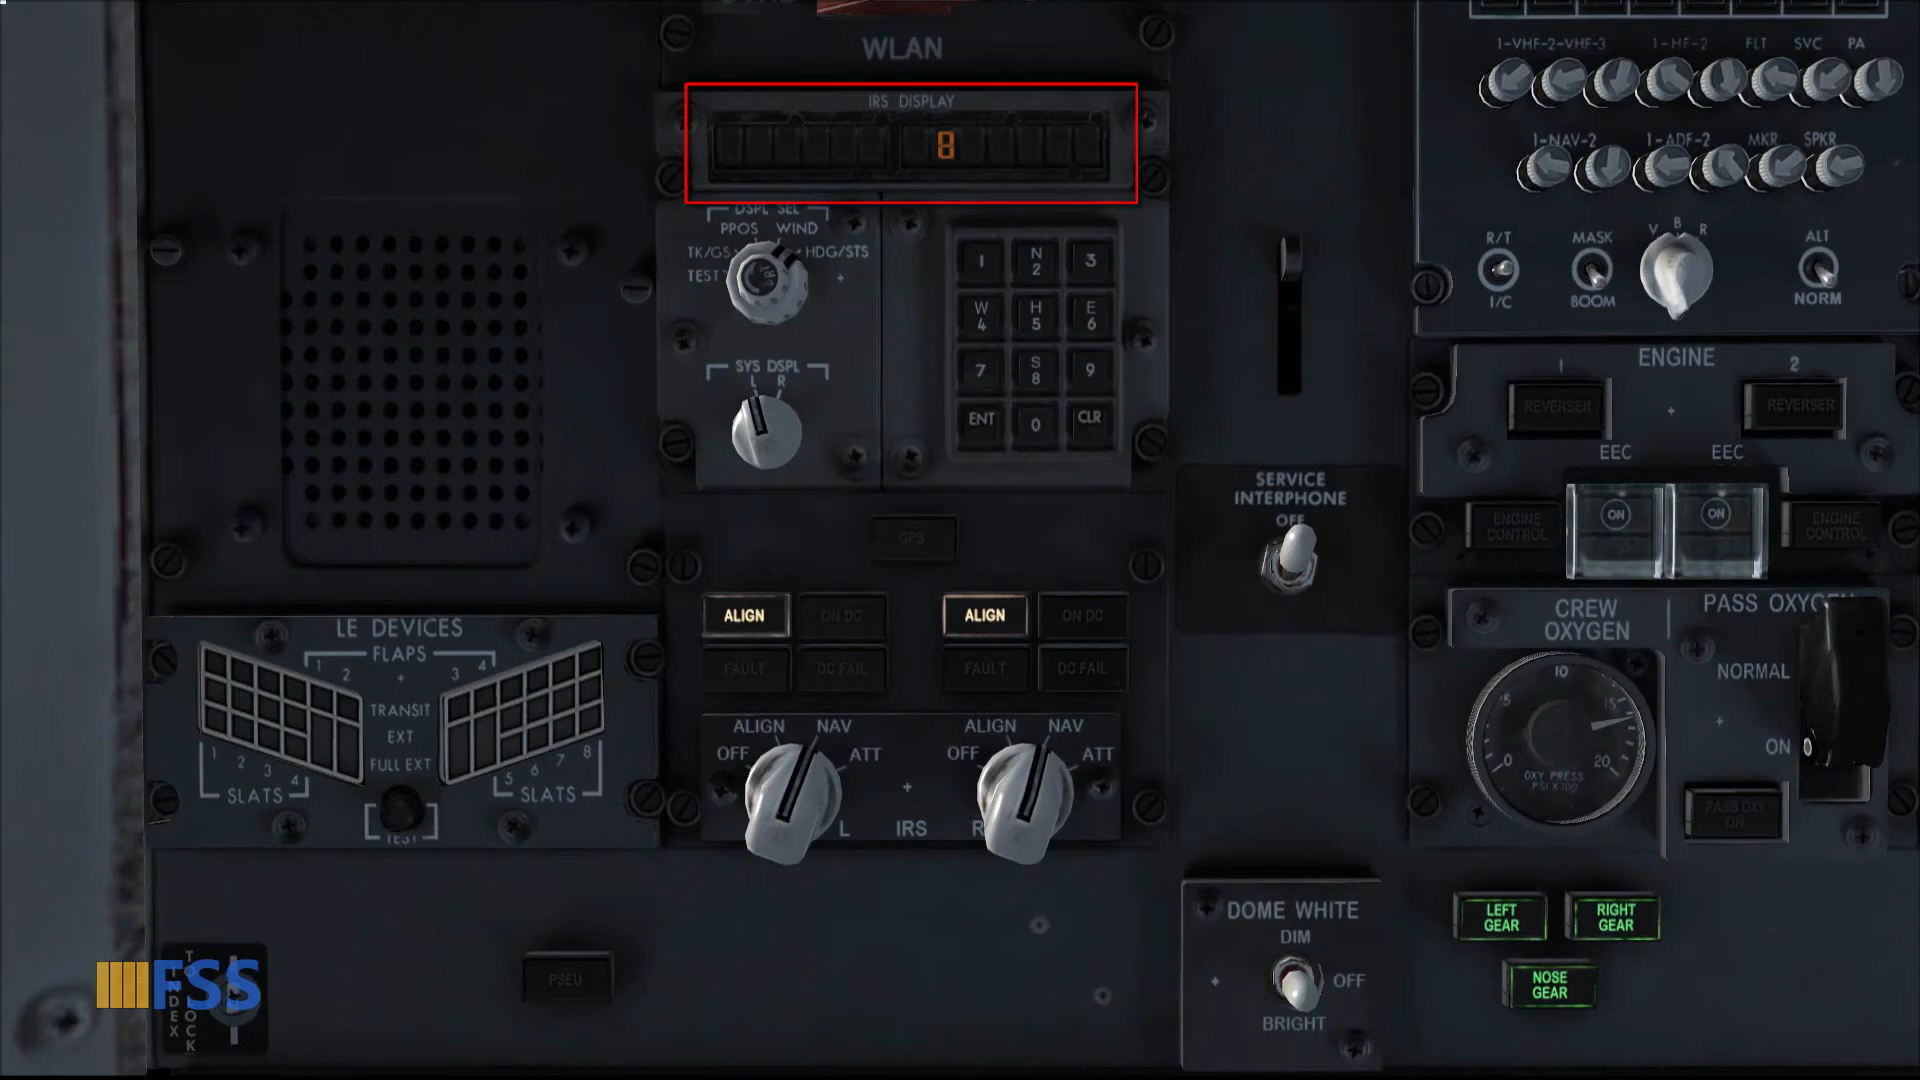 WLAN
IRS DISPLAY
8
DSPL SEL
PPOS WIND
TK/GS HDG/STS
TEST
SYS DSPL
L R
1 N 2 3
W 4 H 5 E 6
7 S 8 9
ENT 0 CLR
GPS
ALIGN ON DC ALIGN ON DC
FAULT DC FAIL FAULT DC FAIL
ALIGN NAV ALIGN NAV
OFF ATT OFF ATT
L IRS R
LE DEVICES
FLAPS
1 2 3 4
TRANSIT
EXT
FULL EXT
1 2 3 4 5 6 7 8
SLATS SLATS
TEST
PSEU
FSS
SERVICE
INTERPHONE
OFF
DOME WHITE
DIM
OFF
BRIGHT
1-VHF-2-VHF-3 1-HF-2 FLT SVC PA
1-NAV-2 1-ADF-2 MKR SPKR
R/T MASK V B R ALT
I/C BOOM NORM
ENGINE
1 2
REVERSER REVERSER
EEC EEC
ENGINE CONTROL ON ON ENGINE CONTROL
CREW
OXYGEN
PASS OXYGEN
NORMAL
ON
0 5 10 15 20
OXY PRESS
PSI X 100
PASS OXY
ON
LEFT
GEAR
RIGHT
GEAR
NOSE
GEAR